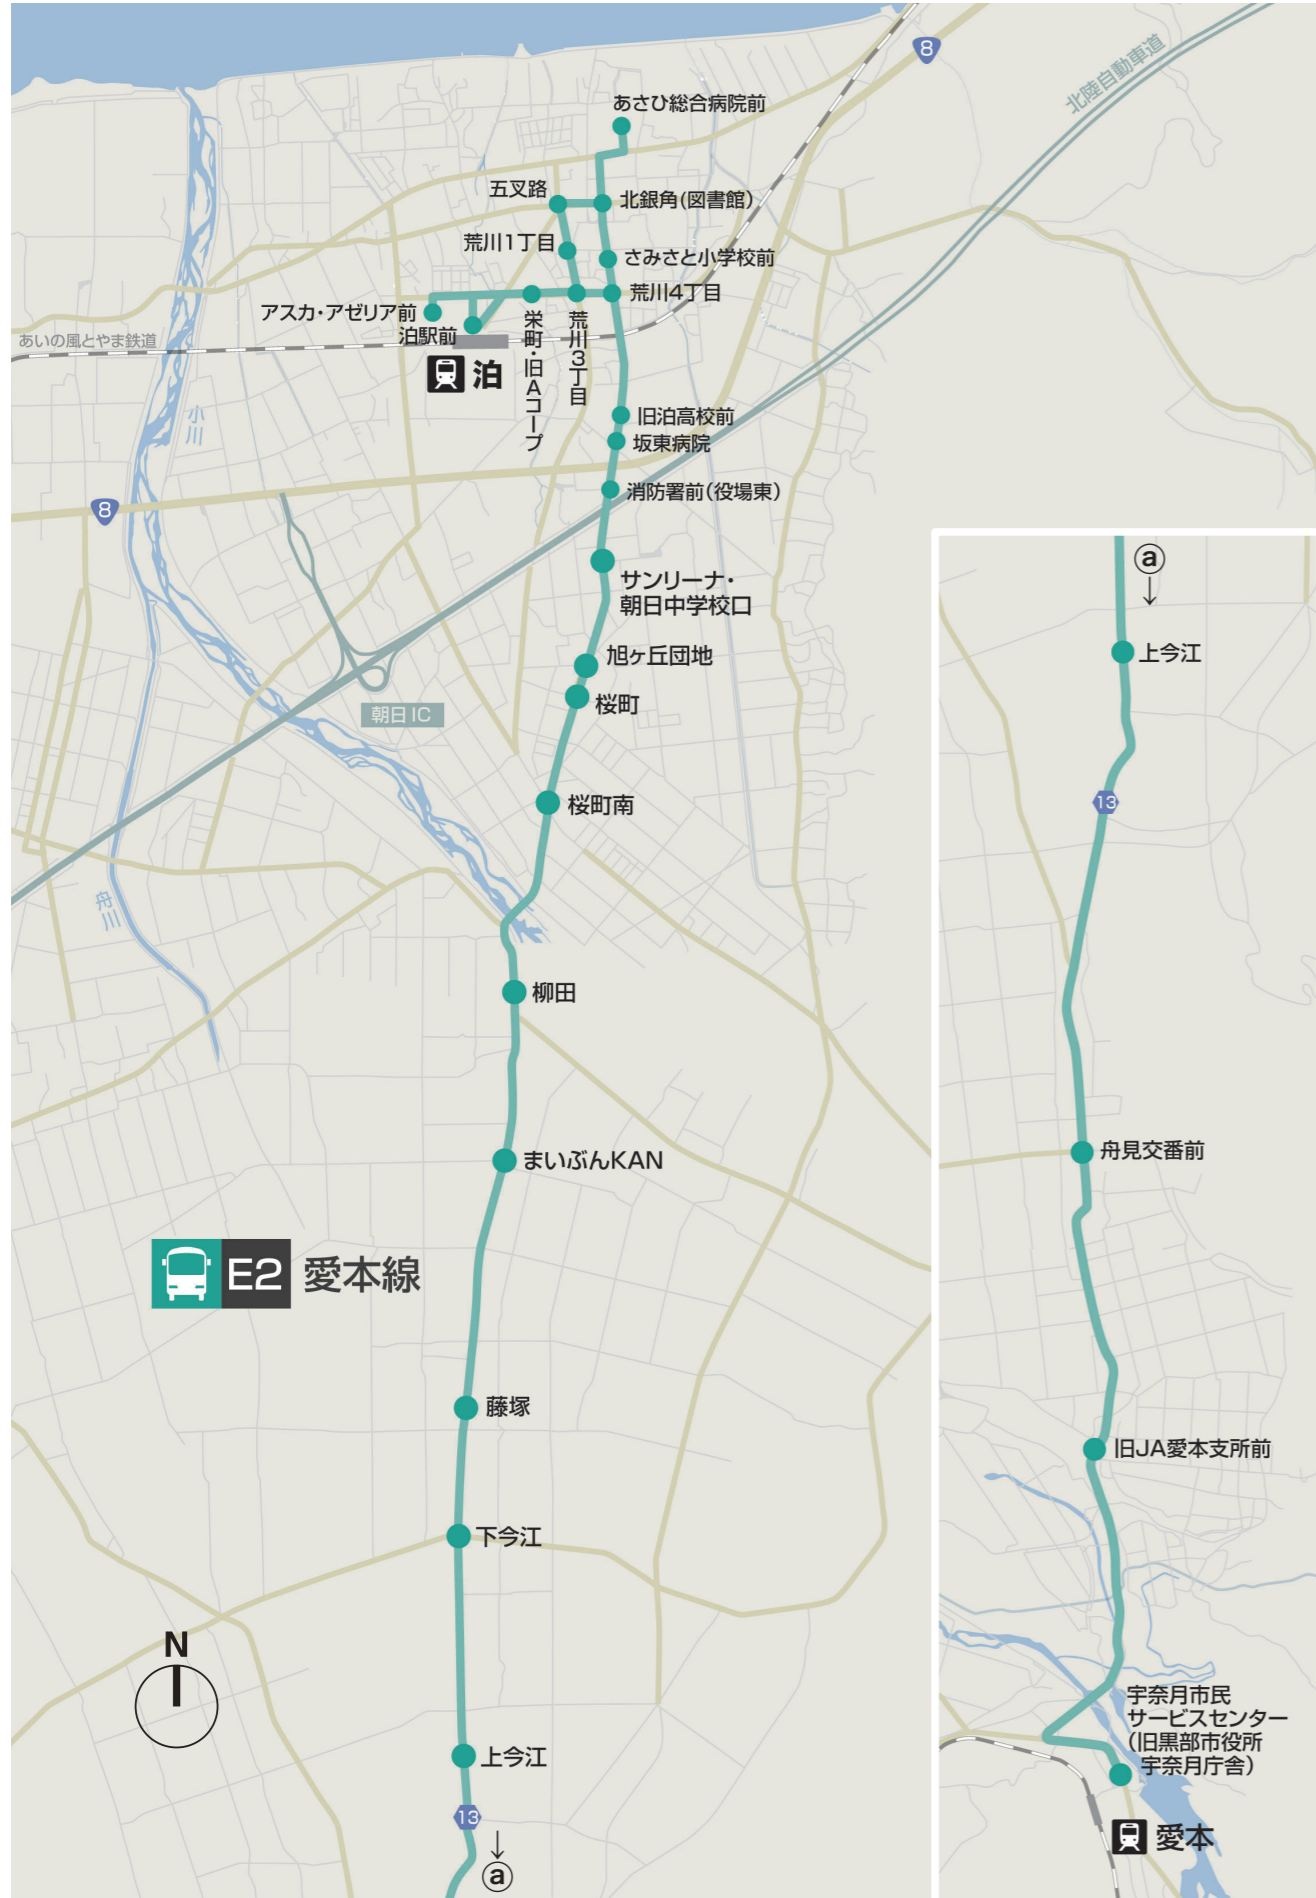 8
北陸自動車道
あさひ総合病院前
五叉路
北銀角(図書館)
荒川1丁目
さみさと小学校前
アスカ・アゼリア前
荒川4丁目
泊駅前
あいの風とやま鉄道
泊
栄町・旧Aコープ
荒川3丁目
小川
旧泊高校前
坂東病院
消防署前(役場東)
8
サンリーナ・
朝日中学校口
旭ヶ丘団地
桜町
朝日IC
桜町南
舟川
柳田
まいぶんKAN
E2 愛本線
藤塚
下今江
N
上今江
13
ⓐ
ⓐ
上今江
13
舟見交番前
旧JA愛本支所前
宇奈月市民
サービスセンター
(旧黒部市役所
宇奈月庁舎)
愛本